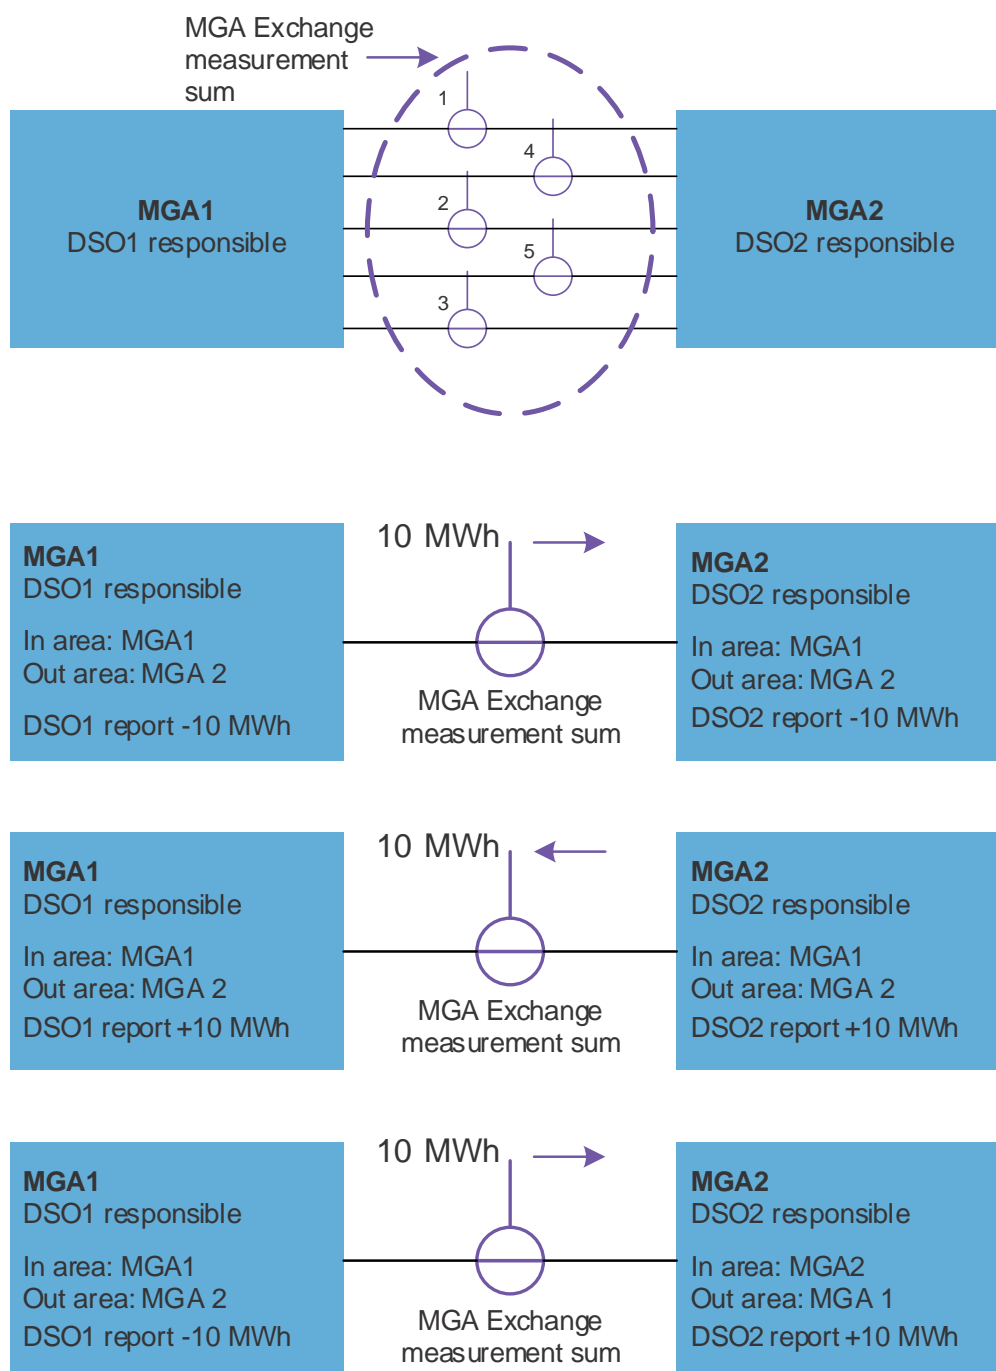 MGA Exchange
measurement
sum
1
4
2
5
3
MGA1
DSO1 responsible
MGA2
DSO2 responsible
10 MWh
MGA1
DSO1 responsible
In area: MGA1
Out area: MGA 2
DSO1 report -10 MWh
MGA Exchange
measurement sum
MGA2
DSO2 responsible
In area: MGA1
Out area: MGA 2
DSO2 report -10 MWh
10 MWh
MGA1
DSO1 responsible
In area: MGA1
Out area: MGA 2
DSO1 report +10 MWh
MGA Exchange
measurement sum
MGA2
DSO2 responsible
In area: MGA1
Out area: MGA 2
DSO2 report +10 MWh
10 MWh
MGA1
DSO1 responsible
In area: MGA1
Out area: MGA 2
DSO1 report -10 MWh
MGA Exchange
measurement sum
MGA2
DSO2 responsible
In area: MGA2
Out area: MGA 1
DSO2 report +10 MWh